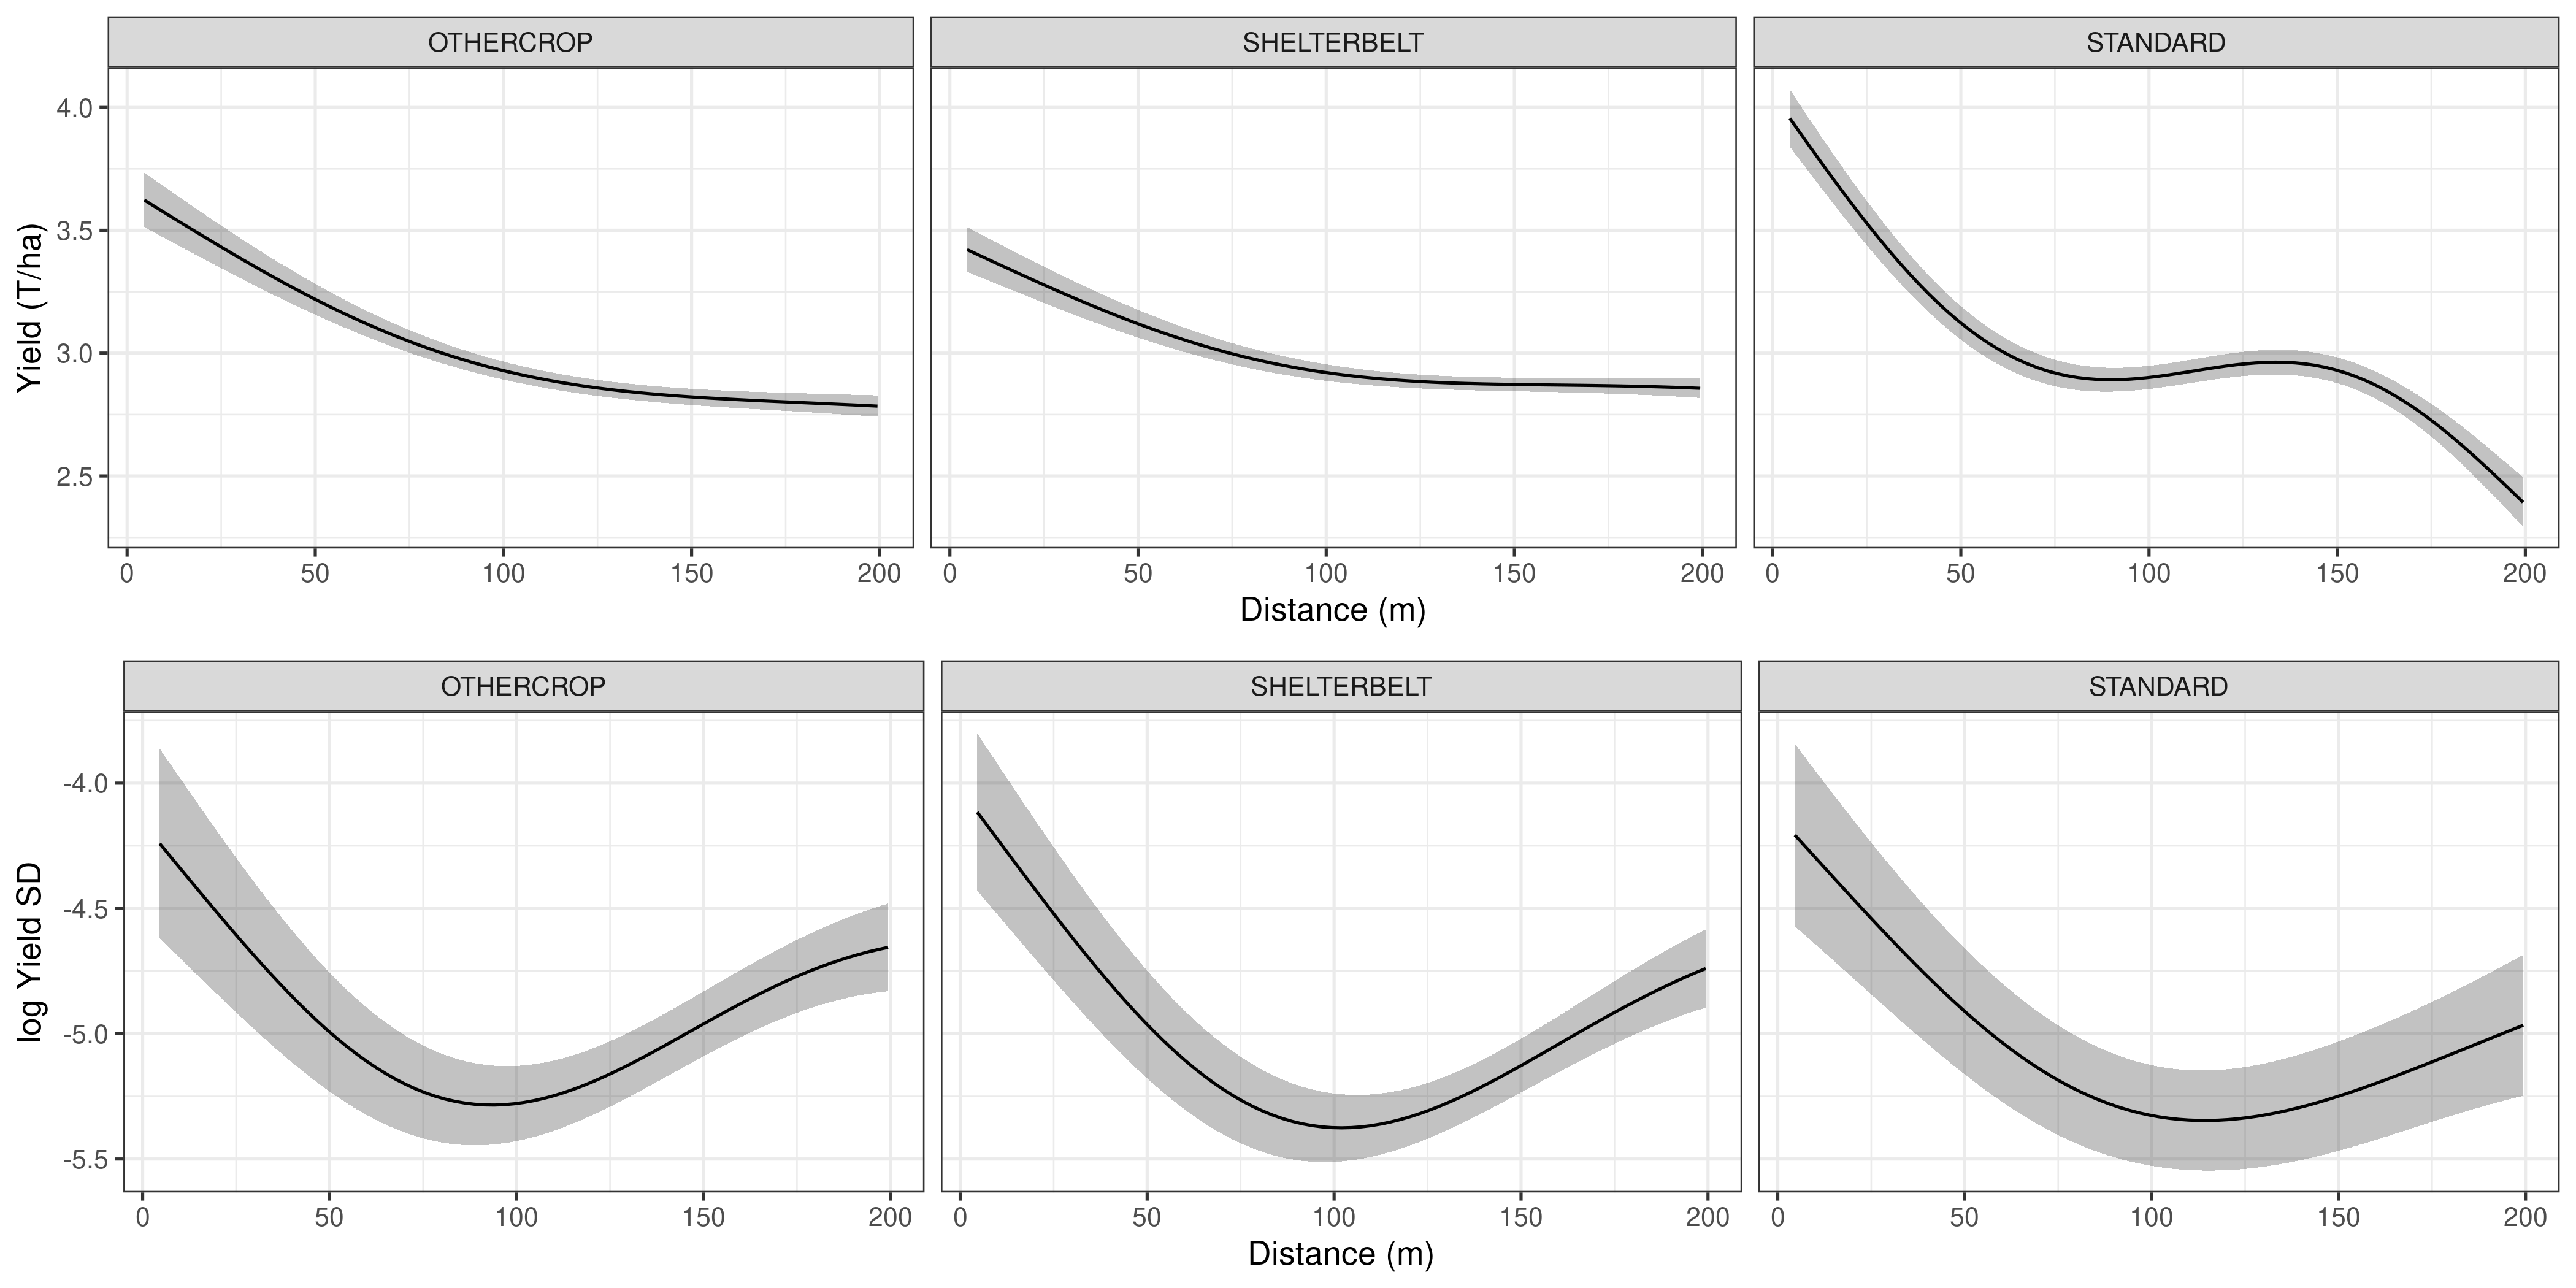 OTHERCROP SHELTERBELT STANDARD
4.0
3.5
3.0
2.5
Yield (T/ha)
0 50 100 150 200 0 50 100 150 200 0 50 100 150 200
Distance (m)
OTHERCROP SHELTERBELT STANDARD
-4.0
-4.5
-5.0
-5.5
log Yield SD
0 50 100 150 200 0 50 100 150 200 0 50 100 150 200
Distance (m)